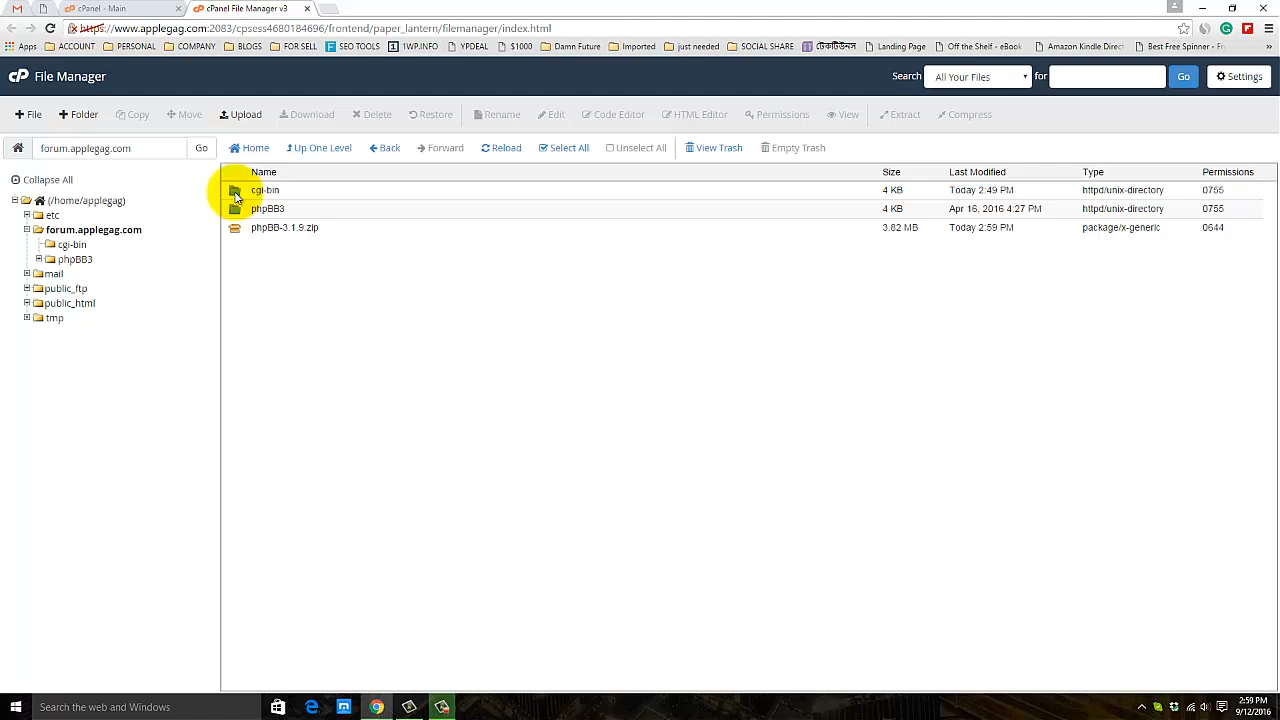 cPanel - Main
cPanel File Manager v3
https://www.applegag.com:2083/cpsess4680184696/frontend/paper_lantern/filemanager/index.html
Apps ACCOUNT PERSONAL COMPANY BLOGS FOR SELL SEO TOOLS 1WP.INFO YPDEAL $1000 Damn Future Imported just needed SOCIAL SHARE টেকটিউনস Landing Page Off the Shelf - eBook Amazon Kindle Direct Best Free Spinner - Fr
cP File Manager Search All Your Files for Go Settings
File Folder Copy Move Upload Download Delete Restore Rename Edit Code Editor HTML Editor Permissions View Extract Compress
forum.applegag.com Go Home Up One Level Back Forward Reload Select All Unselect All View Trash Empty Trash
Collapse All
(/home/applegag)
etc
forum.applegag.com
cgi-bin
phpBB3
mail
public_ftp
public_html
tmp
Name Size Last Modified Type Permissions
cgi-bin 4 KB Today 2:49 PM httpd/unix-directory 0755
phpBB3 4 KB Apr 16, 2016 4:27 PM httpd/unix-directory 0755
phpBB-3.1.9.zip 3.82 MB Today 2:59 PM package/x-generic 0644
Search the web and Windows
2:59 PM
9/12/2016